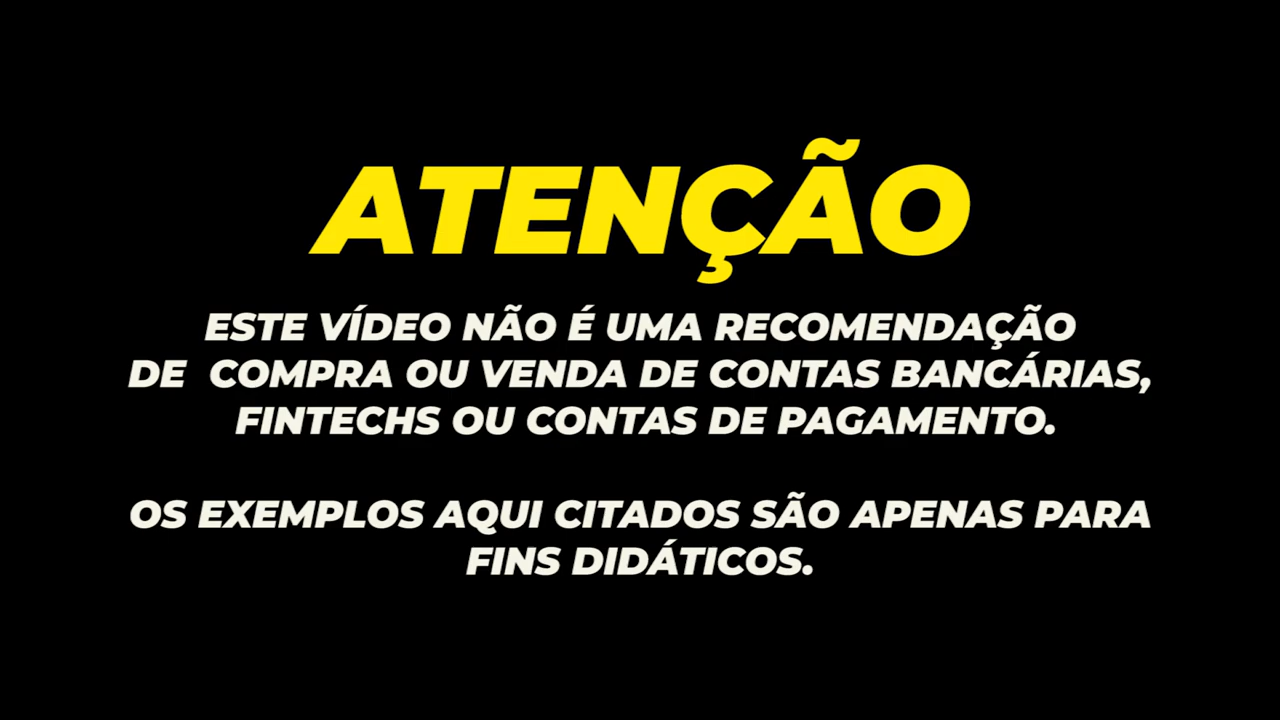 ATENÇÃO
ESTE VÍDEO NÃO É UMA RECOMENDAÇÃO
DE COMPRA OU VENDA DE CONTAS BANCÁRIAS,
FINTECHS OU CONTAS DE PAGAMENTO.
OS EXEMPLOS AQUI CITADOS SÃO APENAS PARA
FINS DIDÁTICOS.